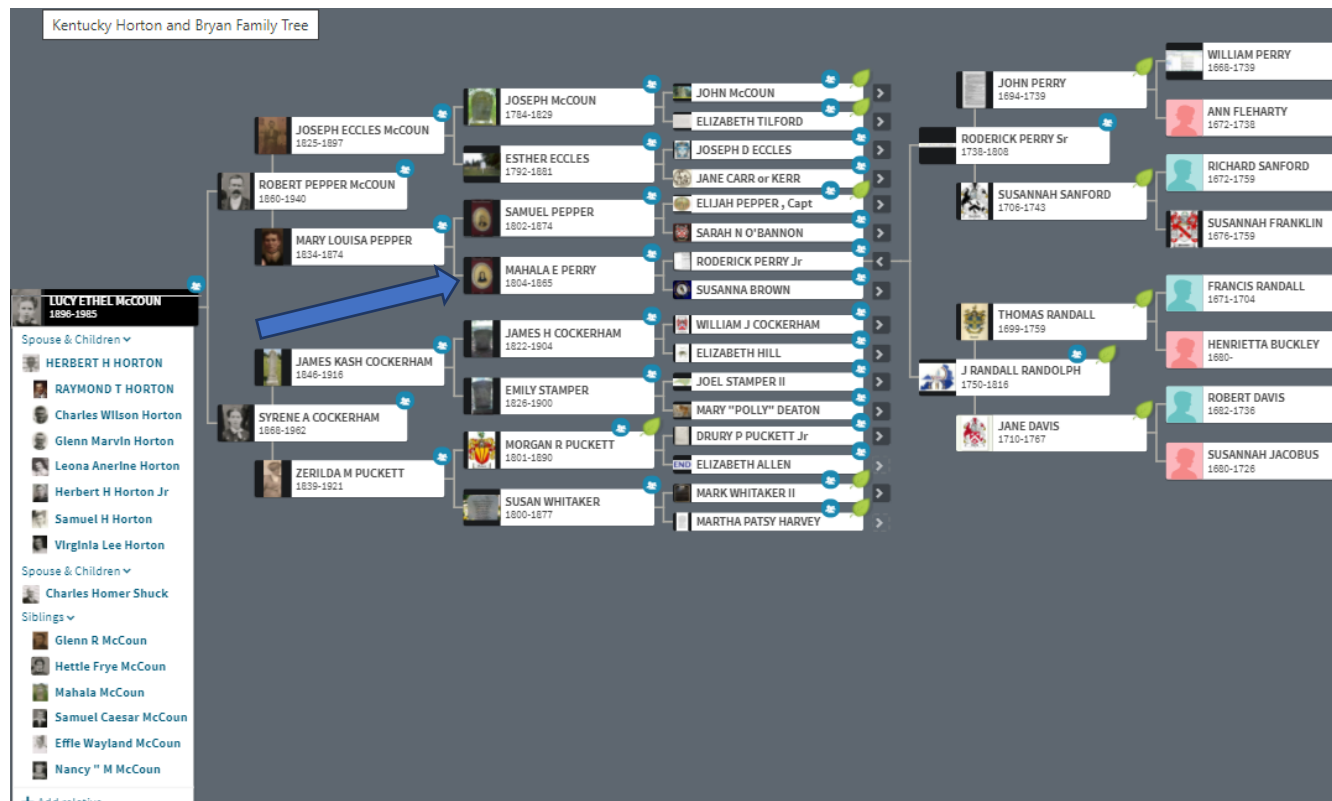 Kentucky Horton and Bryan Family Tree
LUCY ETHEL McCOUN
1896-1985
Spouse & Children
HERBERT H HORTON
RAYMOND T HORTON
Charles Wilson Horton
Glenn Marvin Horton
Leona Anerine Horton
Herbert H Horton Jr
Samuel H Horton
Virginia Lee Horton
Spouse & Children
Charles Homer Shuck
Siblings
Glenn R McCoun
Hettie Frye McCoun
Mahala McCoun
Samuel Caesar McCoun
Effie Wayland McCoun
Nancy " M McCoun
Add relative
ROBERT PEPPER McCOUN
1860-1940
SYRENE A COCKERHAM
1868-1962
JOSEPH ECCLES McCOUN
1825-1897
MARY LOUISA PEPPER
1834-1874
JAMES KASH COCKERHAM
1846-1916
ZERILDA M PUCKETT
1839-1921
JOSEPH McCOUN
1784-1829
ESTHER ECCLES
1792-1881
SAMUEL PEPPER
1802-1874
MAHALA E PERRY
1804-1865
JAMES H COCKERHAM
1822-1904
EMILY STAMPER
1826-1900
MORGAN R PUCKETT
1801-1890
SUSAN WHITAKER
1800-1877
JOHN McCOUN
ELIZABETH TILFORD
JOSEPH D ECCLES
JANE CARR or KERR
ELIJAH PEPPER , Capt
SARAH N O'BANNON
RODERICK PERRY Jr
SUSANNA BROWN
WILLIAM J COCKERHAM
ELIZABETH HILL
JOEL STAMPER II
MARY "POLLY" DEATON
DRURY P PUCKETT Jr
END
ELIZABETH ALLEN
MARK WHITAKER II
MARTHA PATSY HARVEY
RODERICK PERRY Sr
1738-1808
J RANDALL RANDOLPH
1750-1816
JOHN PERRY
1694-1739
SUSANNAH SANFORD
1706-1743
THOMAS RANDALL
1699-1759
JANE DAVIS
1710-1767
WILLIAM PERRY
1668-1739
ANN FLEHARTY
1672-1738
RICHARD SANFORD
1672-1759
SUSANNAH FRANKLIN
1676-1759
FRANCIS RANDALL
1671-1704
HENRIETTA BUCKLEY
1680-
ROBERT DAVIS
1682-1736
SUSANNAH JACOBUS
1680-1726